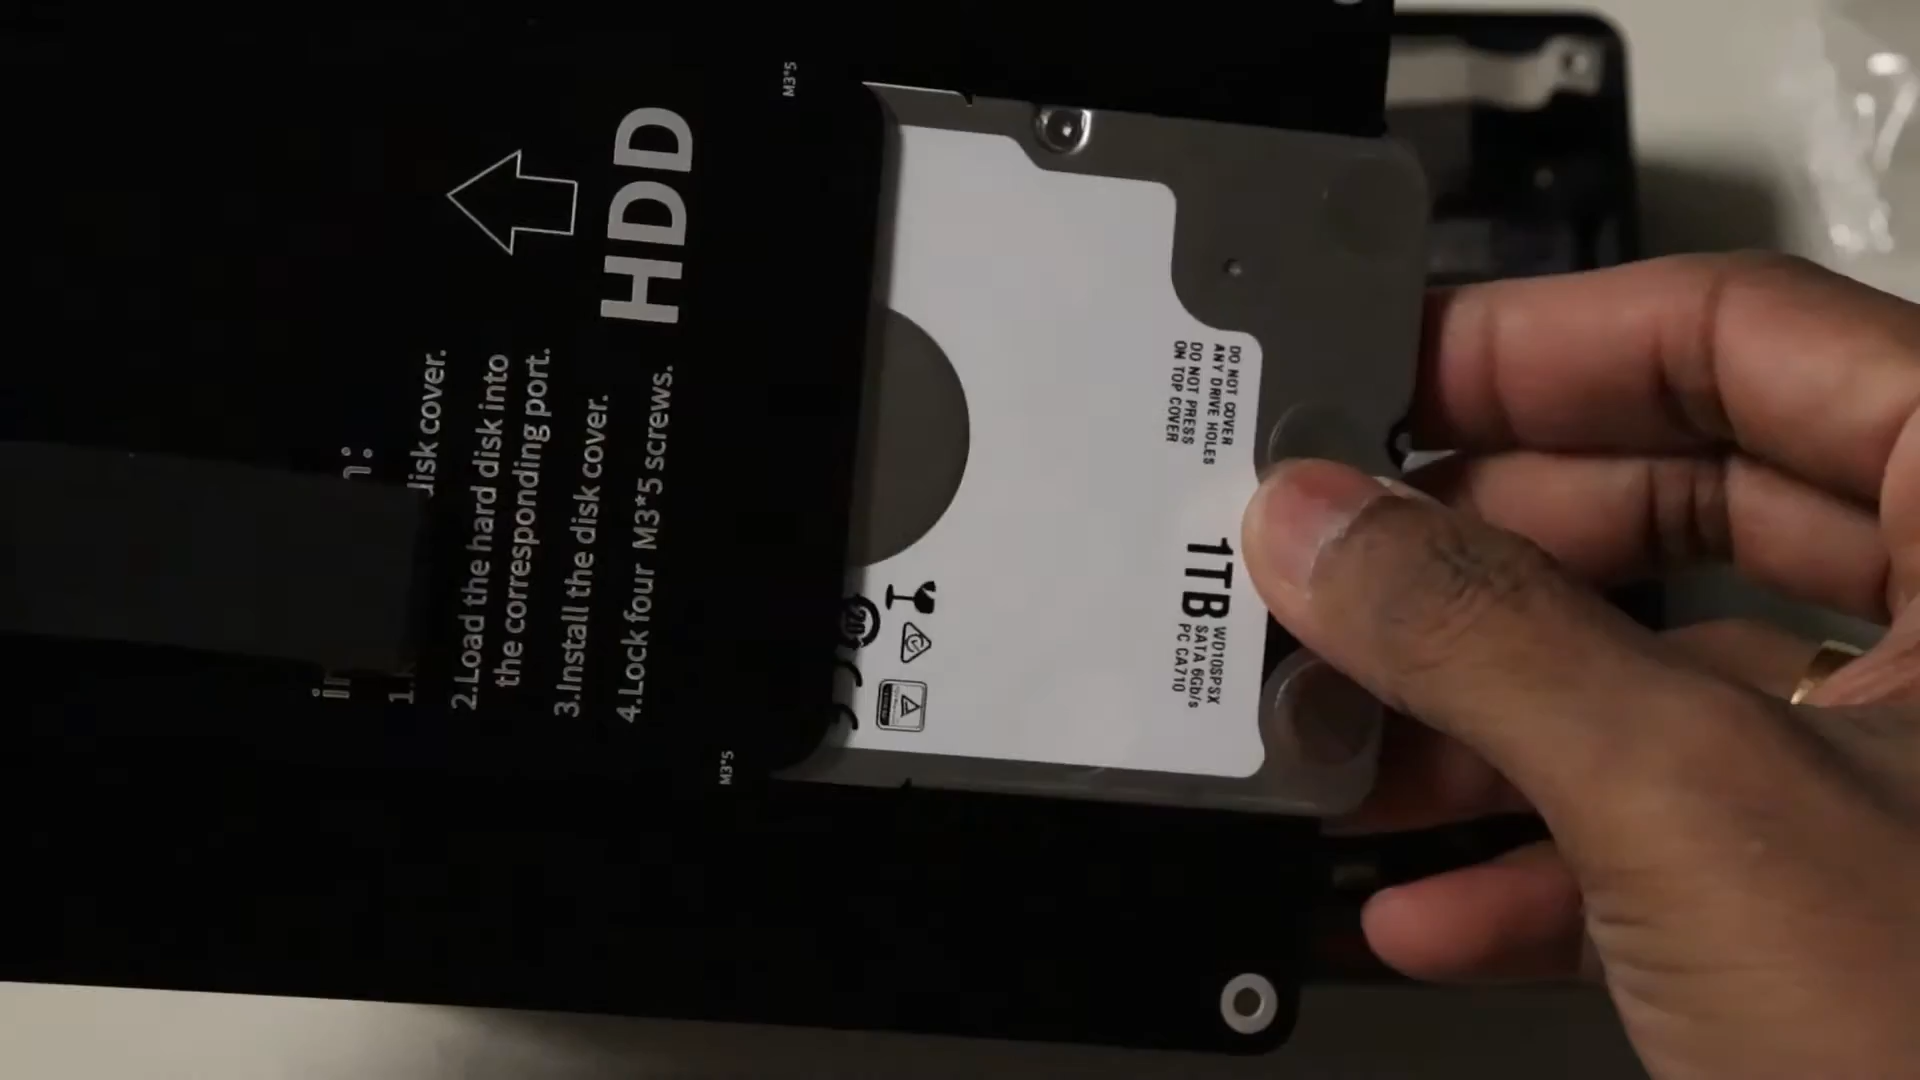 HDD
disk cover.
2.Load the hard disk into
the corresponding port.
3.Install the disk cover.
4.Lock four M3*5 screws.
M3*5
M3*5
DO NOT COVER
ANY DRIVE HOLES
DO NOT PRESS
ON TOP COVER
1TB
WD10SPSX
SATA 6Gb/s
PC CA710